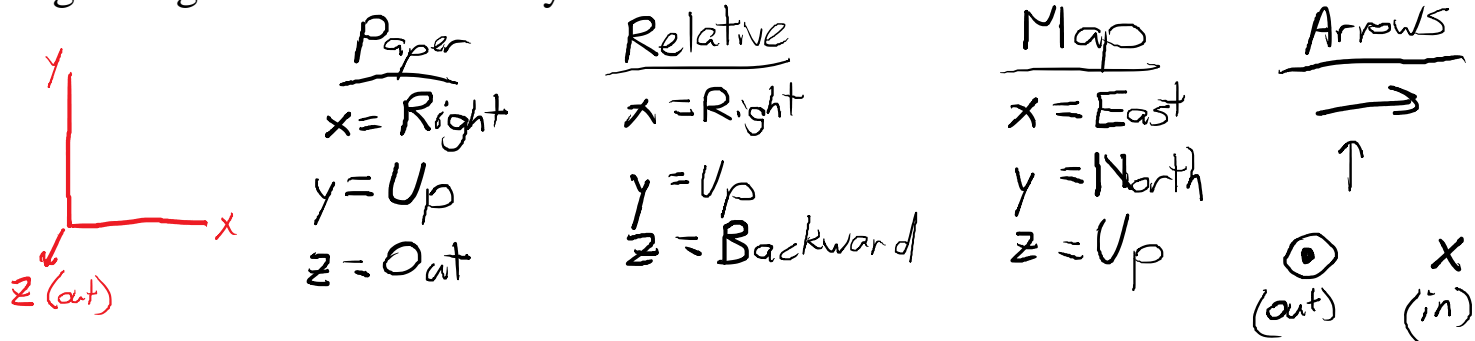 y
x
z (out)
Paper
x = Right
y = Up
z = Out
Relative
x = Right
y = Up
z = Backward
Map
x = East
y = North
z = Up
Arrows
x
(out) (in)